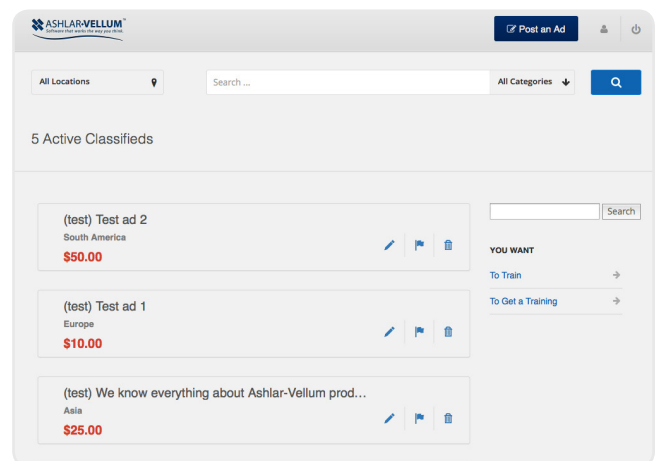 ASHLAR-VELLUM™
Software that works the way you think.
Post an Ad
All Locations
Search ...
All Categories
5 Active Classifieds
(test) Test ad 2
South America
$50.00
Search
YOU WANT
To Train
To Get a Training
(test) Test ad 1
Europe
$10.00
(test) We know everything about Ashlar-Vellum prod...
Asia
$25.00